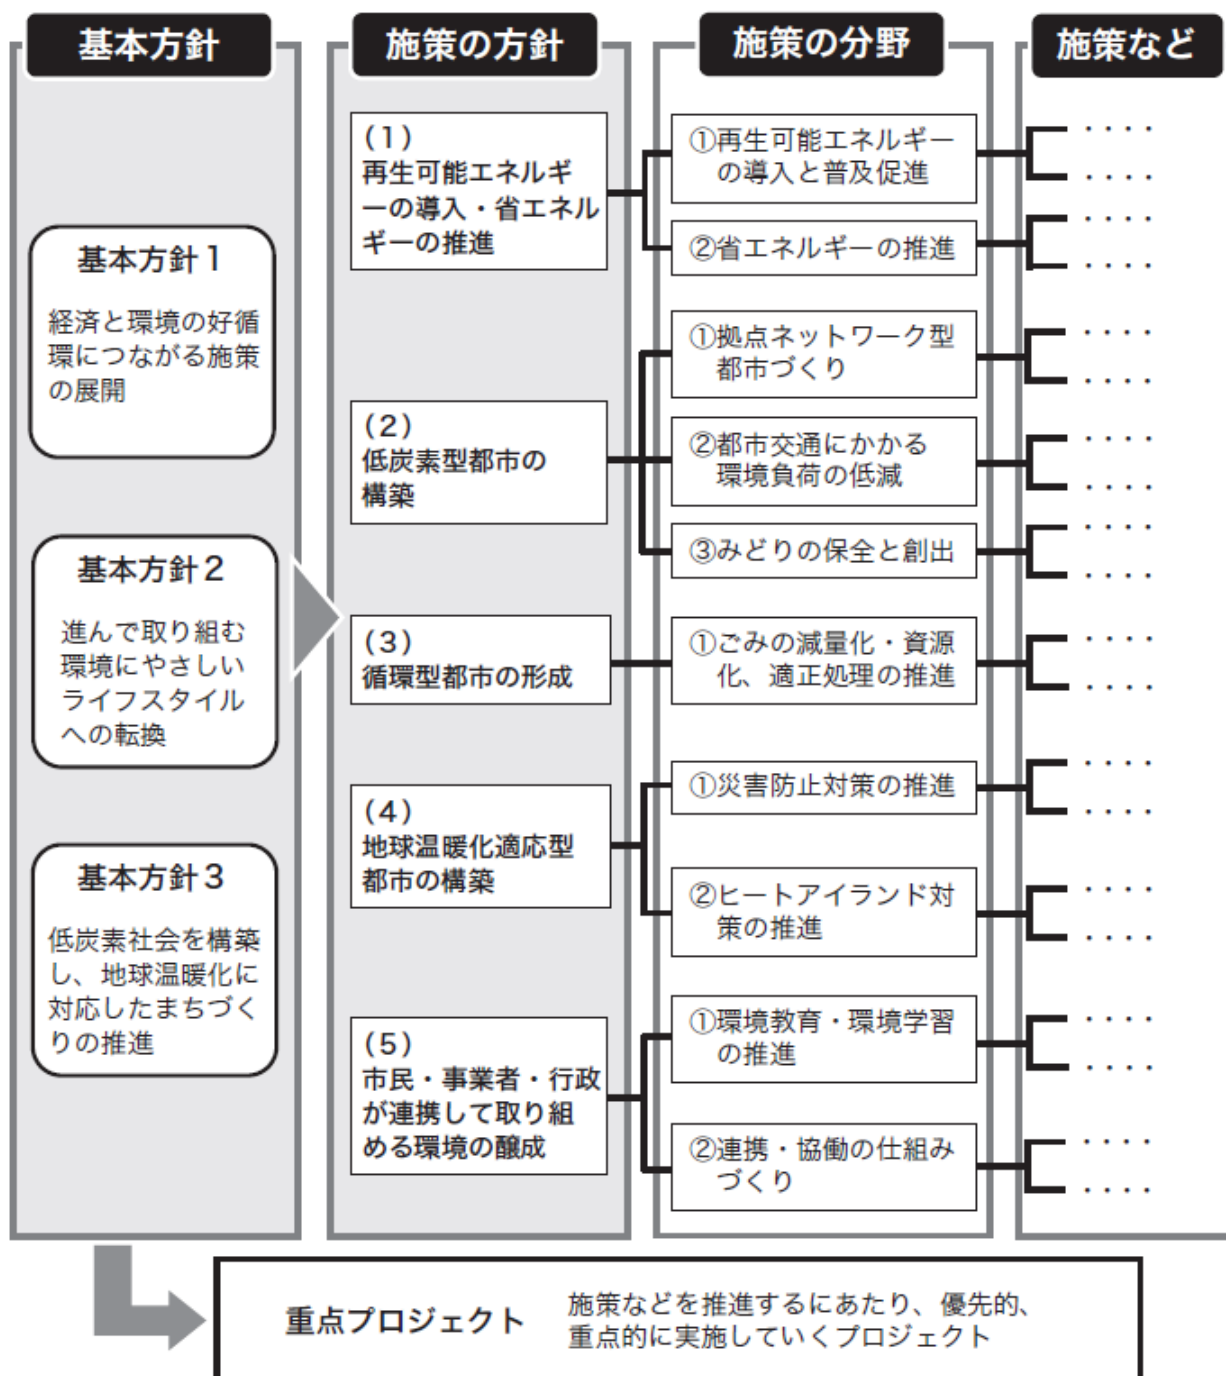 基本方針
施策の方針
施策の分野
施策など
基本方針1
経済と環境の好循
環につながる施策
の展開
基本方針2
進んで取り組む
環境にやさしい
ライフスタイル
への転換
基本方針3
低炭素社会を構築
し、地球温暖化に
対応したまちづく
りの推進
(1)
再生可能エネルギ
ーの導入・省エネル
ギーの推進
①再生可能エネルギー
の導入と普及促進
・・・・
・・・・
②省エネルギーの推進
・・・・
・・・・
(2)
低炭素型都市の
構築
①拠点ネットワーク型
都市づくり
・・・・
・・・・
②都市交通にかかる
環境負荷の低減
・・・・
・・・・
③みどりの保全と創出
・・・・
・・・・
(3)
循環型都市の形成
①ごみの減量化・資源
化、適正処理の推進
・・・・
・・・・
(4)
地球温暖化適応型
都市の構築
①災害防止対策の推進
・・・・
・・・・
②ヒートアイランド対
策の推進
・・・・
・・・・
(5)
市民・事業者・行政
が連携して取り組
める環境の醸成
①環境教育・環境学習
の推進
・・・・
・・・・
②連携・協働の仕組み
づくり
・・・・
・・・・
重点プロジェクト
施策などを推進するにあたり、優先的、
重点的に実施していくプロジェクト